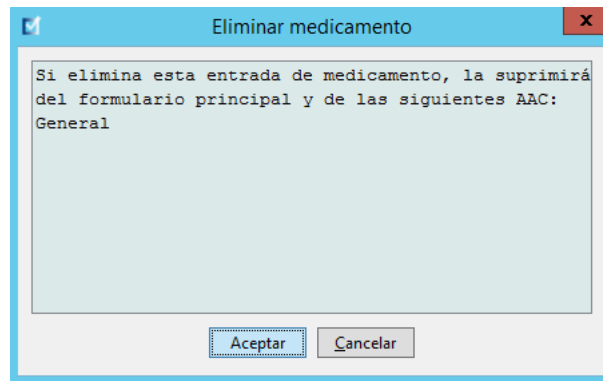 Eliminar medicamento
x
Si elimina esta entrada de medicamento, la suprimirá
del formulario principal y de las siguientes AAC:
General
Aceptar Cancelar